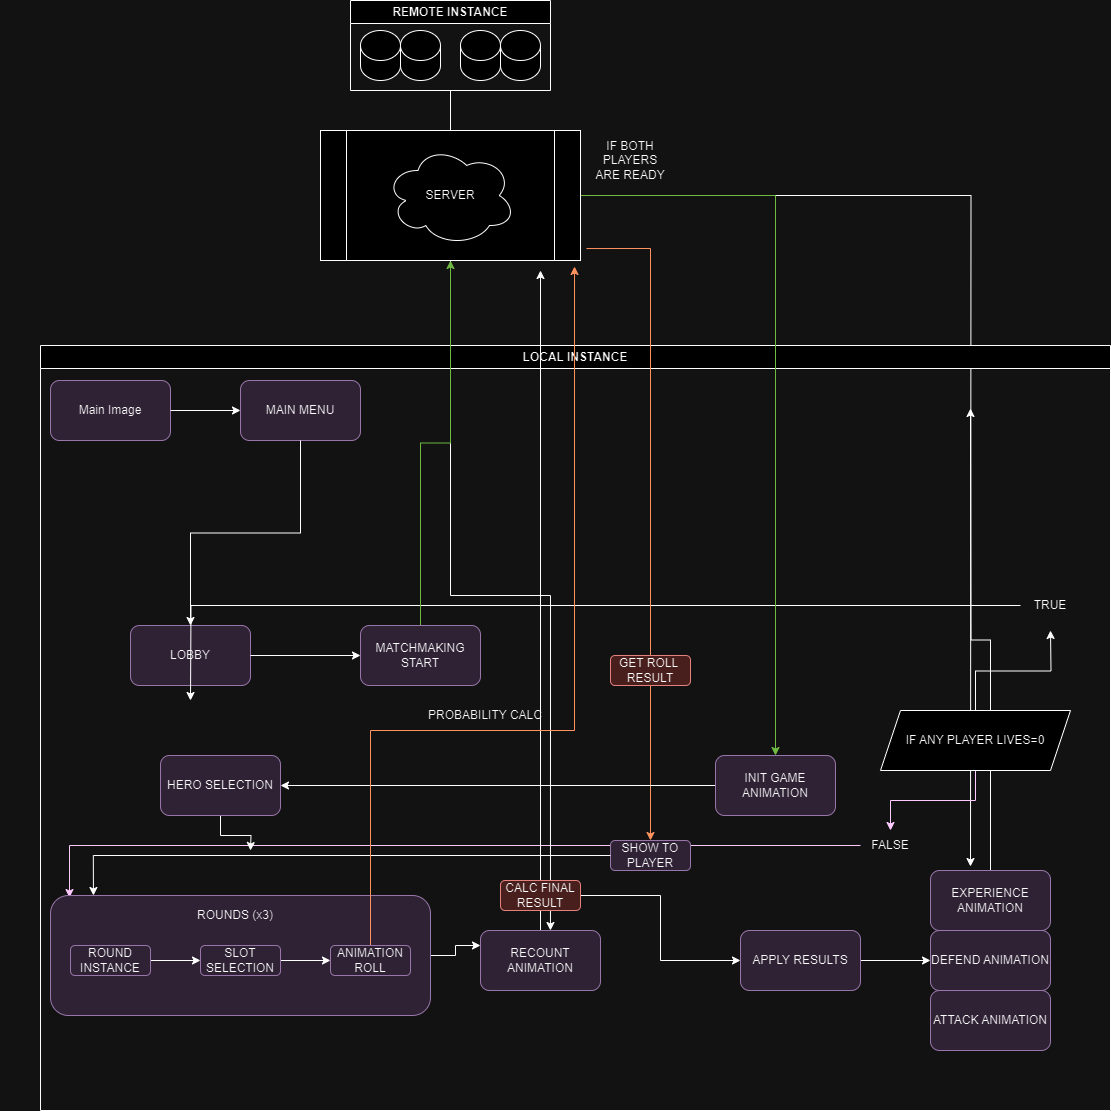 REMOTE INSTANCE
SERVER
IF BOTH
PLAYERS
ARE READY
LOCAL INSTANCE
Main Image
MAIN MENU
TRUE
LOBBY
MATCHMAKING
START
GET ROLL
RESULT
PROBABILITY CALC
IF ANY PLAYER LIVES=0
HERO SELECTION
INIT GAME
ANIMATION
SHOW TO
PLAYER
FALSE
CALC FINAL
RESULT
EXPERIENCE
ANIMATION
ROUNDS (x3)
ROUND
INSTANCE
SLOT
SELECTION
ANIMATION
ROLL
RECOUNT
ANIMATION
APPLY RESULTS
DEFEND ANIMATION
ATTACK ANIMATION